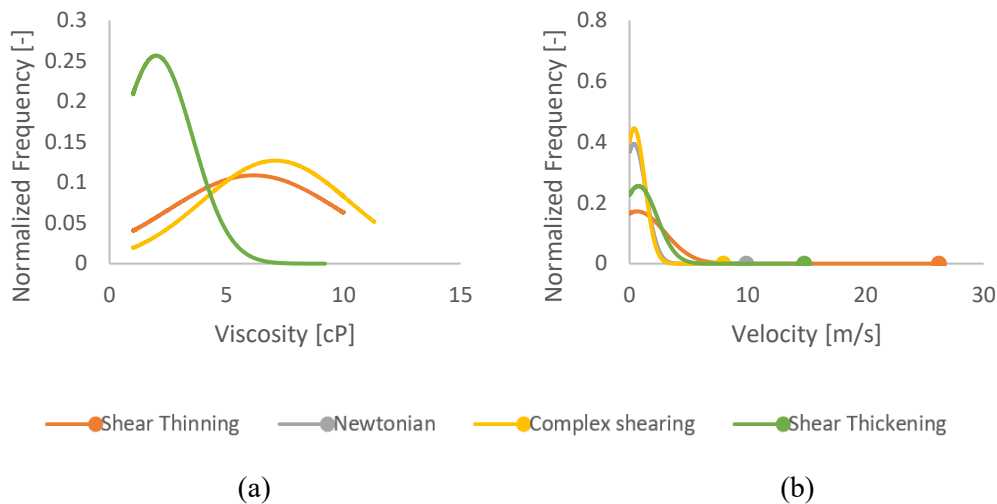 Normalized Frequency [-]
0.3
0.25
0.2
0.15
0.1
0.05
0
0
5
10
15
Viscosity [cP]
Normalized Frequency [-]
0.8
0.6
0.4
0.2
0
0
10
20
30
Velocity [m/s]
Shear Thinning
Newtonian
Complex shearing
Shear Thickening
(a)
(b)